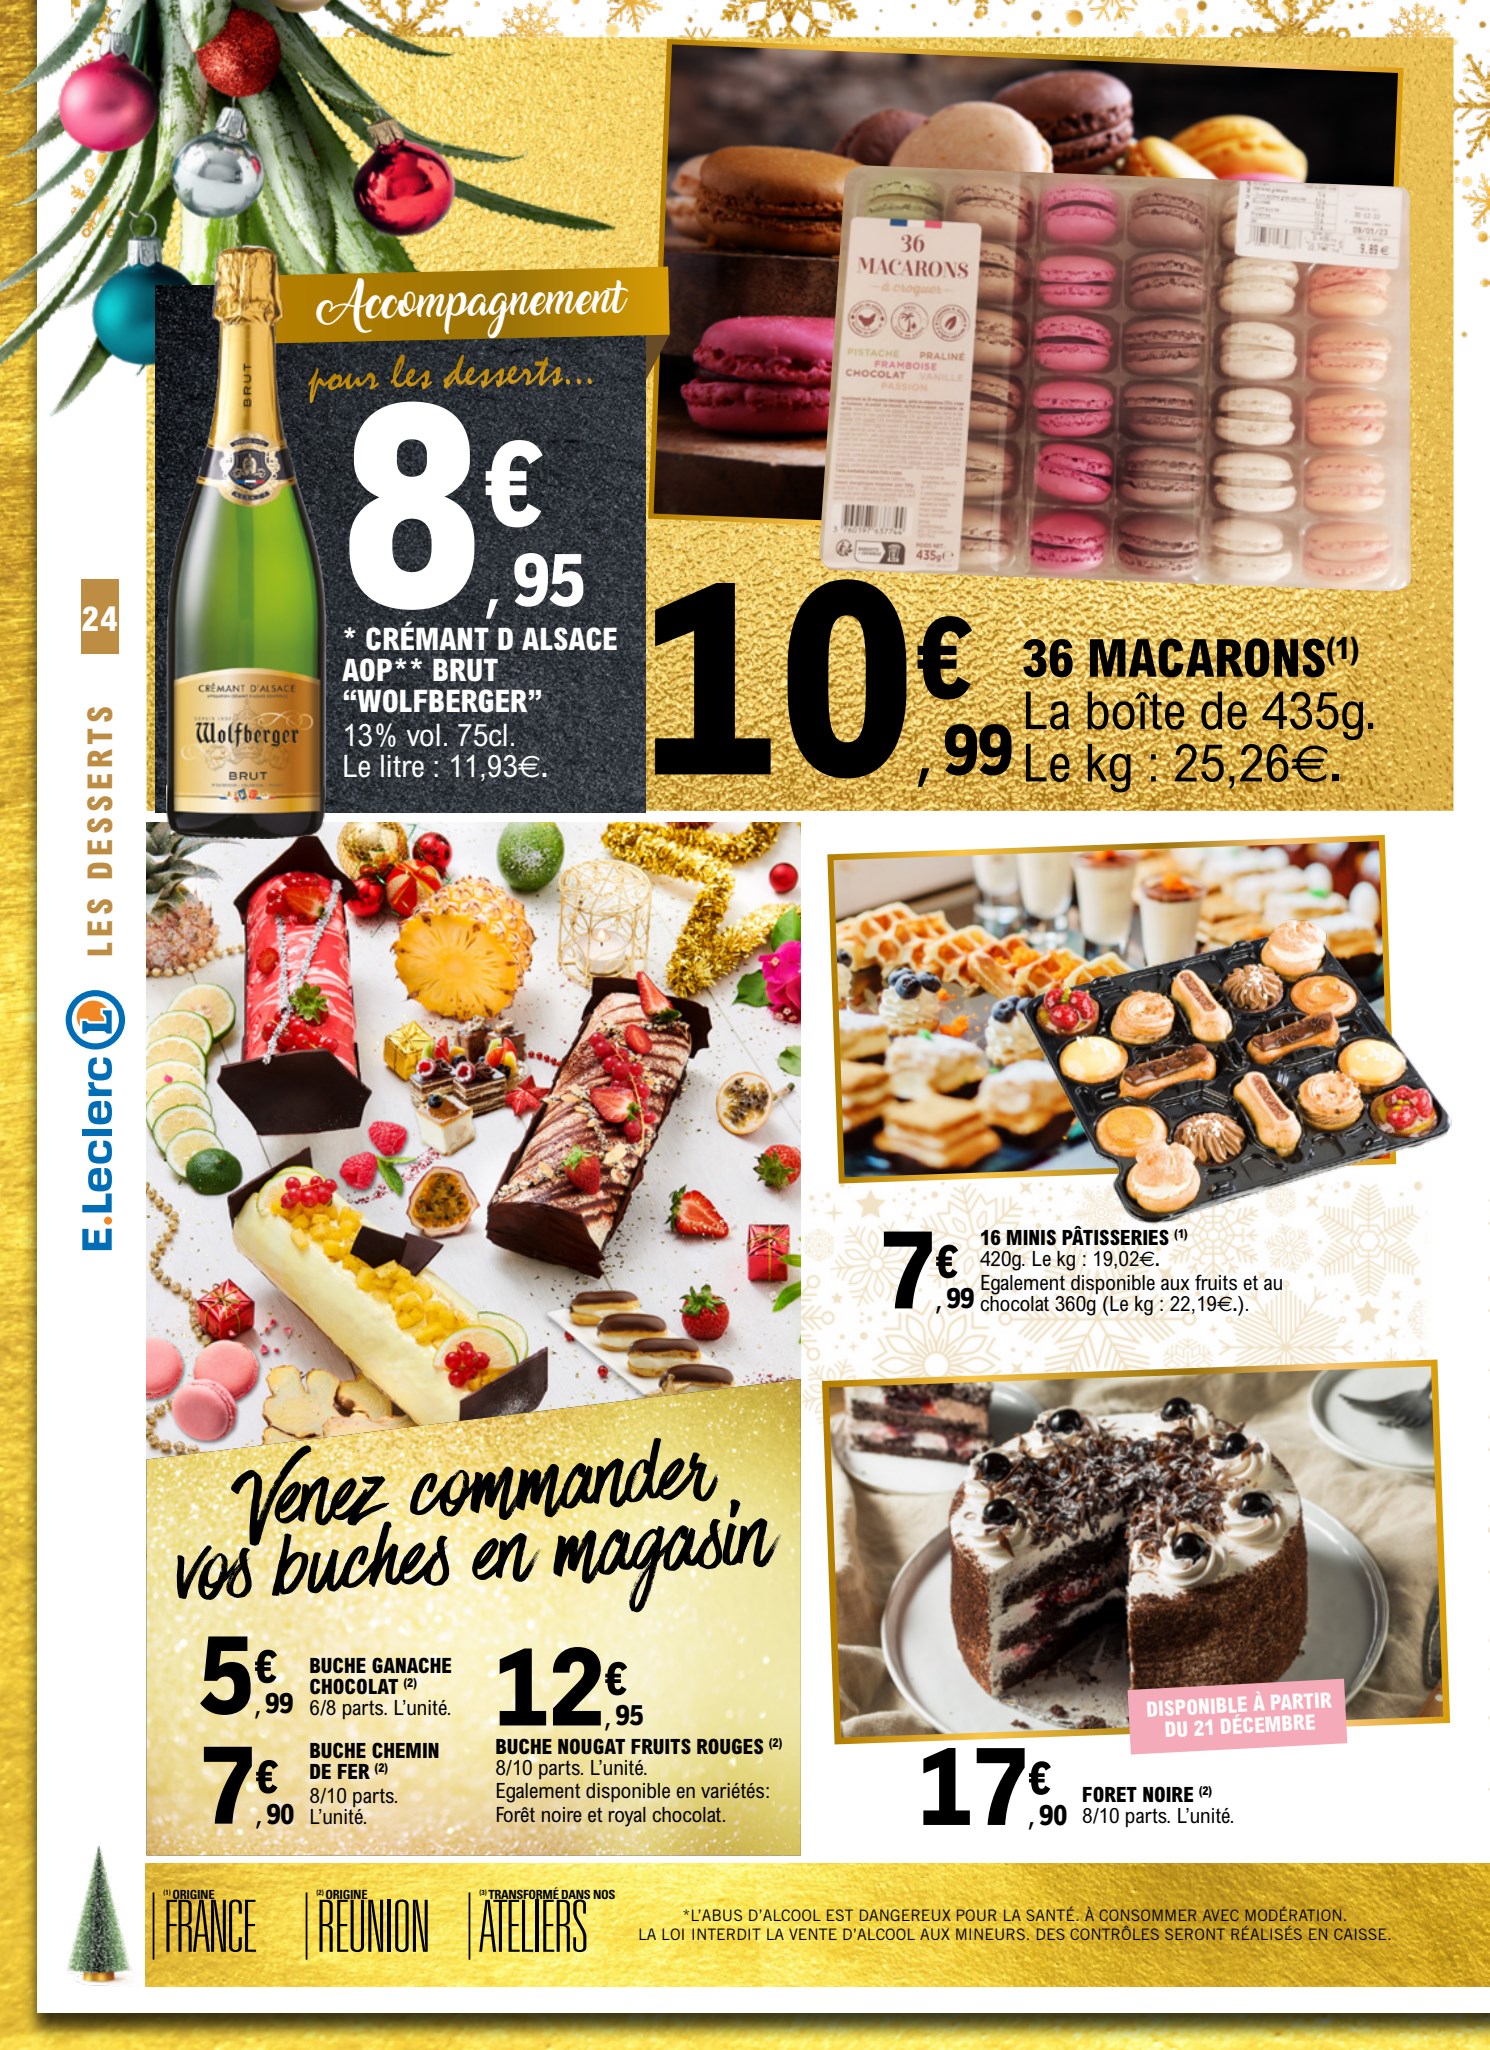 Accompagnement
pour les desserts...
8€,95
* CRÉMANT D ALSACE
AOP** BRUT
“WOLFBERGER”
13% vol. 75cl.
Le litre : 11,93€.
BRUT
CRÉMANT D'ALSACE
Wolfberger
BRUT
36
MACARONS
à croquer
PISTACHE PRALINÉ
FRAMBOISE
CHOCOLAT VANILLE
PASSION
435g
9.89 €
10€,99
36 MACARONS(1)
La boîte de 435g.
Le kg : 25,26€.
24
LES DESSERTS
E.Leclerc L
7€,99
16 MINIS PÂTISSERIES (1)
420g. Le kg : 19,02€.
Egalement disponible aux fruits et au
chocolat 360g (Le kg : 22,19€.).
Venez commander
vos buches en magasin
5€,99
BUCHE GANACHE
CHOCOLAT (2)
6/8 parts. L’unité.
7€,90
BUCHE CHEMIN
DE FER (2)
8/10 parts.
L’unité.
12€,95
BUCHE NOUGAT FRUITS ROUGES (2)
8/10 parts. L’unité.
Egalement disponible en variétés:
Forêt noire et royal chocolat.
DISPONIBLE À PARTIR
DU 21 DÉCEMBRE
17€,90
FORET NOIRE (2)
8/10 parts. L’unité.
(1) ORIGINE
FRANCE
(2) ORIGINE
REUNION
(3) TRANSFORMÉ DANS NOS
ATELIERS
*L’ABUS D’ALCOOL EST DANGEREUX POUR LA SANTÉ. À CONSOMMER AVEC MODÉRATION.
LA LOI INTERDIT LA VENTE D’ALCOOL AUX MINEURS. DES CONTRÔLES SERONT RÉALISÉS EN CAISSE.